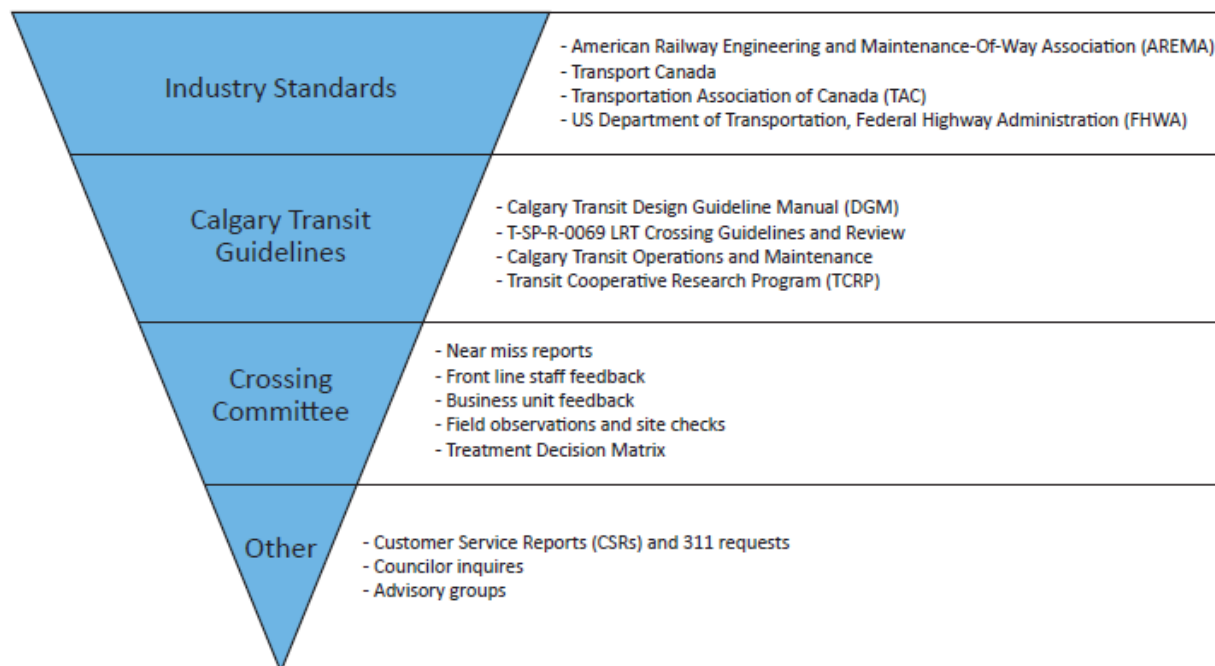 Industry Standards
- American Railway Engineering and Maintenance-Of-Way Association (AREMA)
- Transport Canada
- Transportation Association of Canada (TAC)
- US Department of Transportation, Federal Highway Administration (FHWA)
Calgary Transit
Guidelines
- Calgary Transit Design Guideline Manual (DGM)
- T-SP-R-0069 LRT Crossing Guidelines and Review
- Calgary Transit Operations and Maintenance
- Transit Cooperative Research Program (TCRP)
Crossing
Committee
- Near miss reports
- Front line staff feedback
- Business unit feedback
- Field observations and site checks
- Treatment Decision Matrix
Other
- Customer Service Reports (CSRs) and 311 requests
- Councilor inquires
- Advisory groups